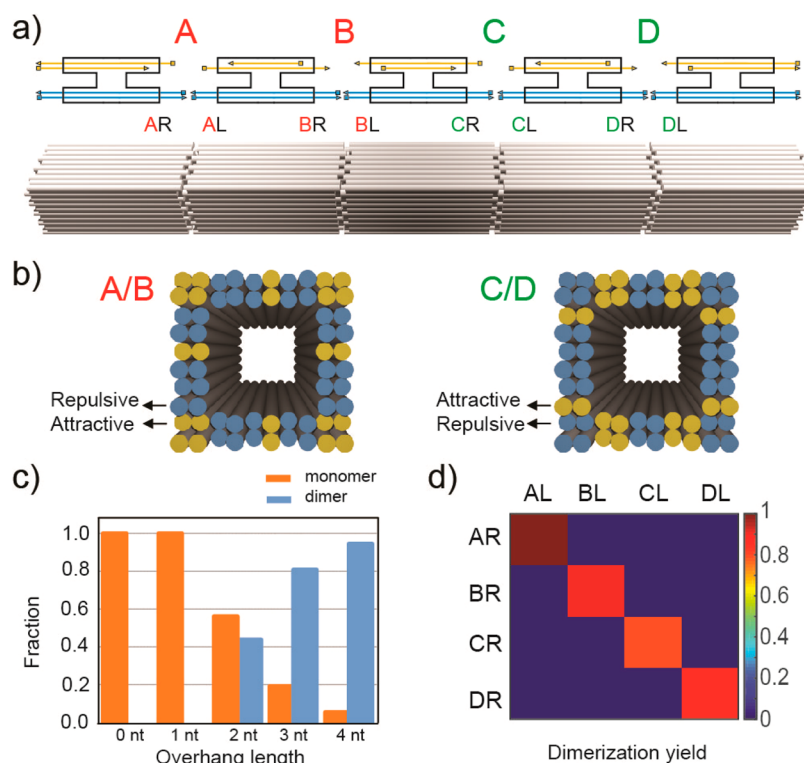 a)
A B C D
AR AL BR BL CR CL DR DL
b)
A/B C/D
Repulsive
Attractive
Attractive
Repulsive
c)
monomer
dimer
Fraction
1.0
0.8
0.6
0.4
0.2
0.0
0 nt 1 nt 2 nt 3 nt 4 nt
Overhang length
d)
AL BL CL DL
AR
BR
CR
DR
1
0.8
0.6
0.4
0.2
0
Dimerization yield